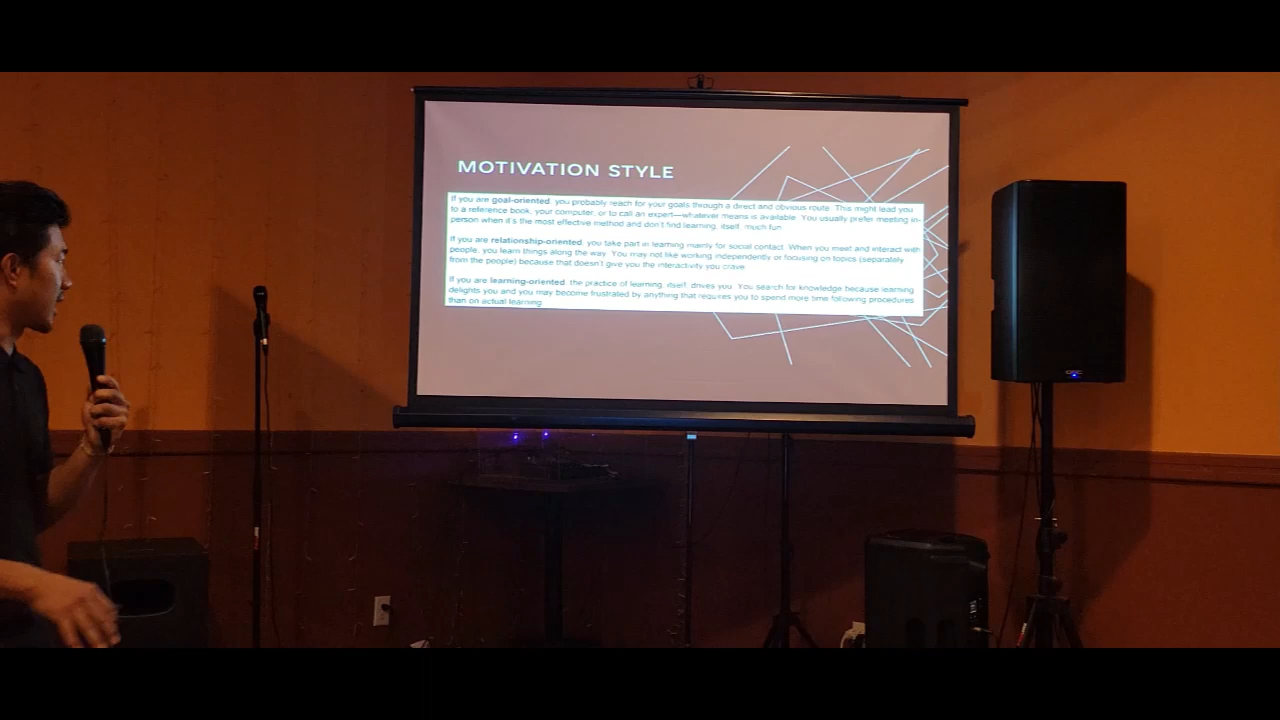 MOTIVATION STYLE
If you are goal-oriented, you probably reach for your goals through a direct and obvious route. This might lead you
to a reference book, your computer, or to call an expert—whatever means is available. You usually prefer meeting in-
person when it's the most effective method and don't find learning, itself, much fun.
If you are relationship-oriented, you take part in learning mainly for social contact. When you meet and interact with
people, you learn things along the way. You may not like working independently or focusing on topics (separately
from the people) because that doesn't give you the interactivity you crave.
If you are learning-oriented, the practice of learning, itself, drives you. You search for knowledge because learning
delights you and you may become frustrated by anything that requires you to spend more time following procedures
than on actual learning.
QSC